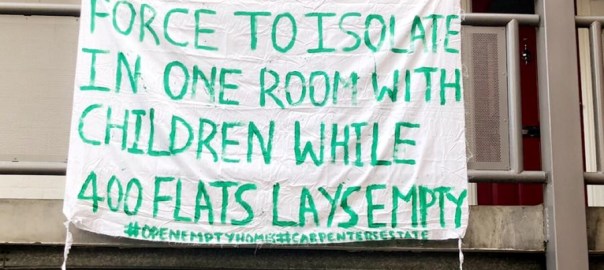 FORCE TO ISOLATE
IN ONE ROOM WITH
CHILDREN WHILE
400 FLATS LAYS EMPTY
#OPENEMPTYHOMES #CARPENTERSESTATE